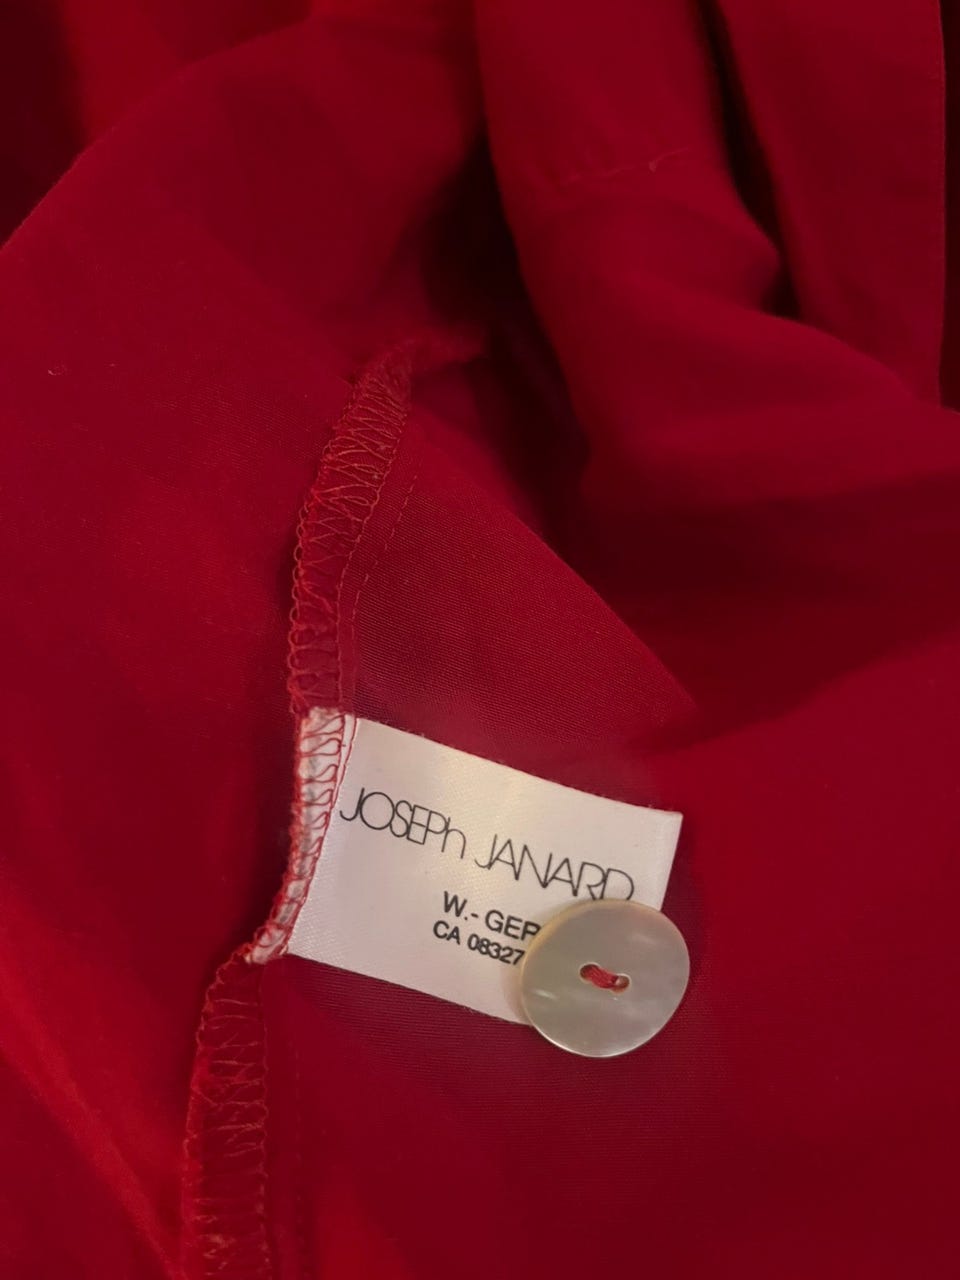 JOSEPh JANARD
W.-GER
CA 08327